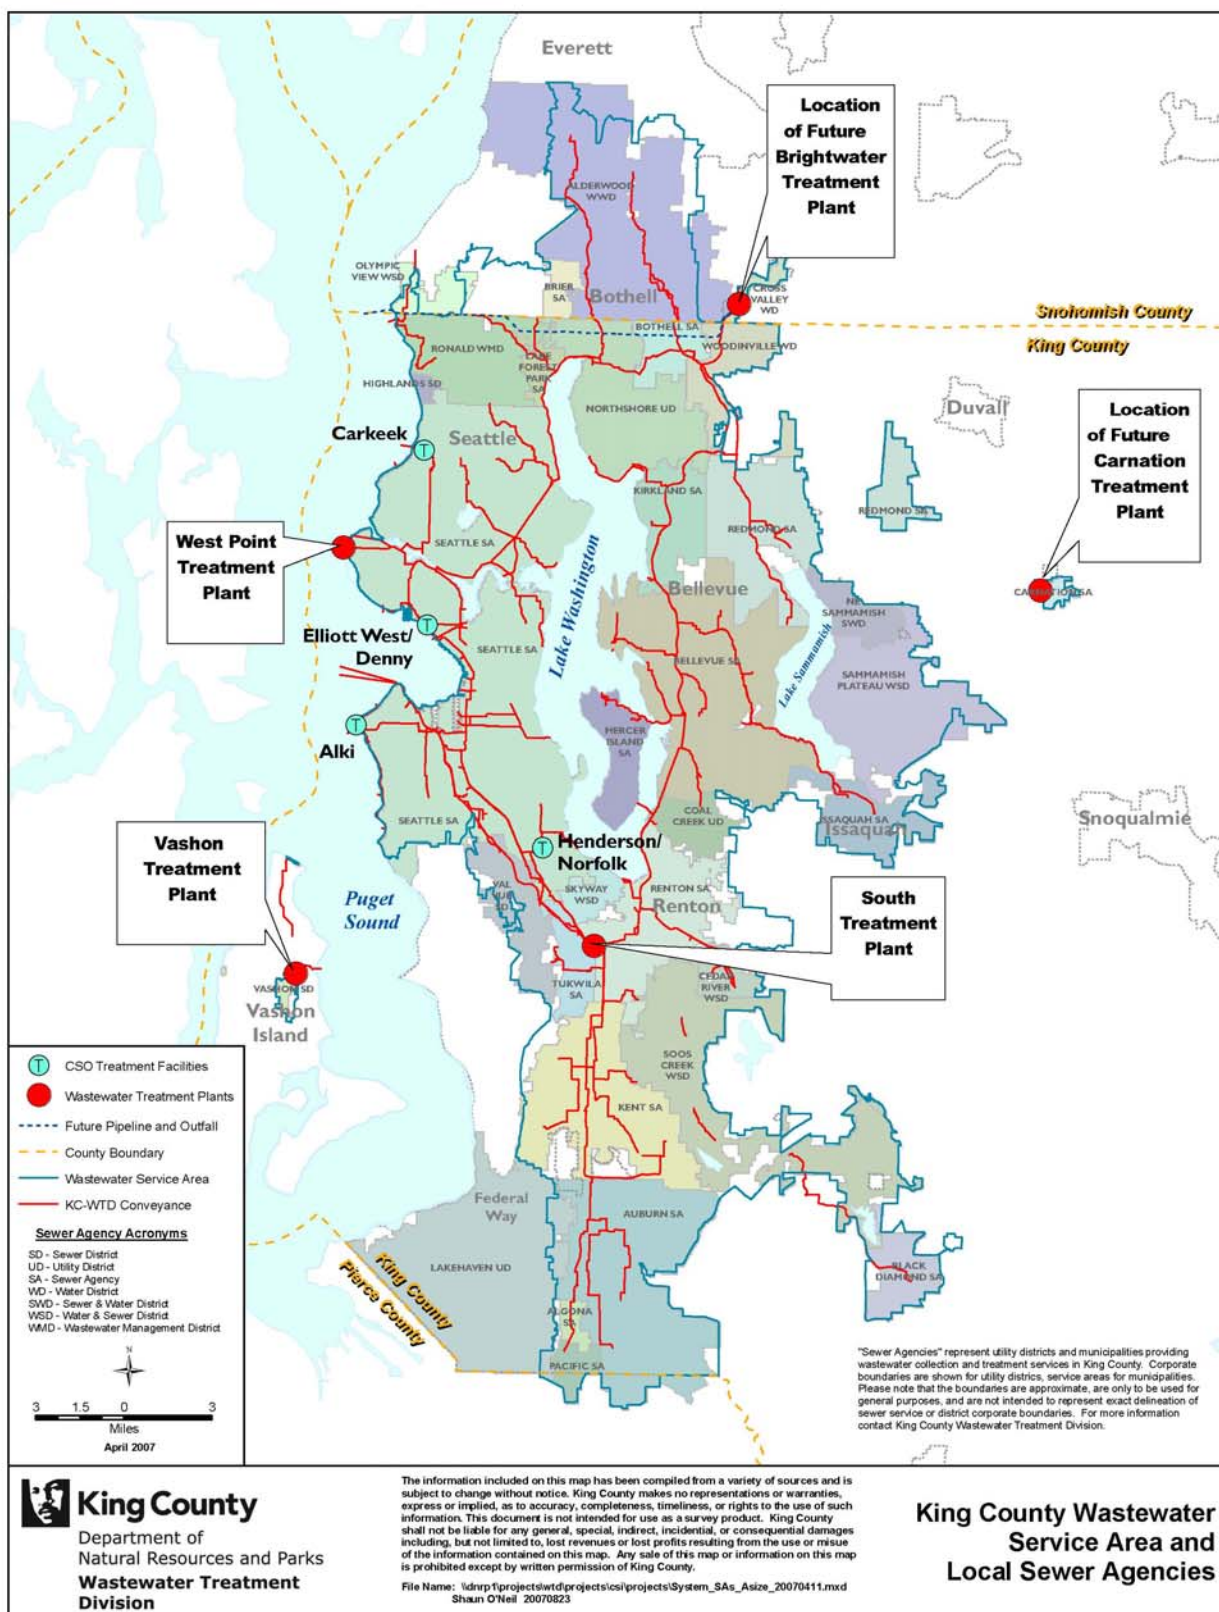 Everett
Location
of Future
Brightwater
Treatment
Plant
ALDERWOOD
WWD
OLYMPIC
VIEW WSD
BRIER
SA
Bothell
CROSS
VALLEY
WD
Snohomish County
King County
BOTHELL SA
WOODINVILLE WD
RONALD WMD
LAKE
FOREST
PARK
SA
HIGHLANDS SD
NORTHSHORE UD
Duvall
Location
of Future
Carnation
Treatment
Plant
Carkeek
T
Seattle
KIRKLAND SA
REDMOND SA
REDMOND SA
West Point
Treatment
Plant
SEATTLE SA
Lake Washington
Bellevue
CARNATION SA
NE
SAMMAMISH
SWD
Elliott West/
Denny
T
SEATTLE SA
BELLEVUE SA
Lake Sammamish
SAMMAMISH
PLATEAU WSD
T
Alki
MERCER
ISLAND
SA
SEATTLE SA
COAL
CREEK UD
ISSAQUAH SA
Issaquah
Snoqualmie
Vashon
Treatment
Plant
T
Henderson/
Norfolk
VAL
VUE
SD
SKYWAY
WSD
RENTON SA
Renton
South
Treatment
Plant
Puget
Sound
VASHON SD
Vashon
Island
TUKWILA
SA
CEDAR
RIVER
WSD
SOOS
CREEK
WSD
KENT SA
T CSO Treatment Facilities
Wastewater Treatment Plants
Future Pipeline and Outfall
County Boundary
Wastewater Service Area
KC-WTD Conveyance
Federal
Way
AUBURN SA
LAKEHAVEN UD
King County
Pierce County
BLACK
DIAMOND SA
ALGONA
SA
PACIFIC SA
Sewer Agency Acronyms
SD - Sewer District
UD - Utility District
SA - Sewer Agency
WD - Water District
SWD - Sewer & Water District
WSD - Water & Sewer District
WMD - Wastewater Management District
N
3 1.5 0 3
Miles
April 2007
"Sewer Agencies" represent utility districts and municipalities providing
wastewater collection and treatment services in King County. Corporate
boundaries are shown for utility districs, service areas for municipalities.
Please note that the boundaries are approximate, are only to be used for
general purposes, and are not intended to represent exact delineation of
sewer service or district corporate boundaries. For more information
contact King County Wastewater Treatment Division.
King County
Department of
Natural Resources and Parks
Wastewater Treatment
Division
The information included on this map has been compiled from a variety of sources and is
subject to change without notice. King County makes no representations or warranties,
express or implied, as to accuracy, completeness, timeliness, or rights to the use of such
information. This document is not intended for use as a survey product. King County
shall not be liable for any general, special, indirect, incidental, or consequential damages
including, but not limited to, lost revenues or lost profits resulting from the use or misue
of the information contained on this map. Any sale of this map or information on this map
is prohibited except by written permission of King County.
File Name: \\dnrp1\projects\wtd\projects\csi\projects\System_SAs_Asize_20070411.mxd
Shaun O'Neil 20070823
King County Wastewater
Service Area and
Local Sewer Agencies